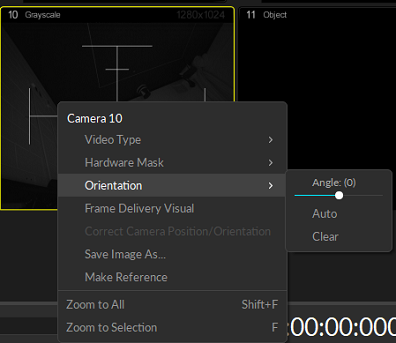 10 Grayscale 1280x1024
11 Object
Camera 10
Video Type
Hardware Mask
Orientation
Angle: (0)
Auto
Clear
Frame Delivery Visual
Correct Camera Position/Orientation
Save Image As...
Make Reference
Zoom to All Shift+F
Zoom to Selection F
:00:00:000